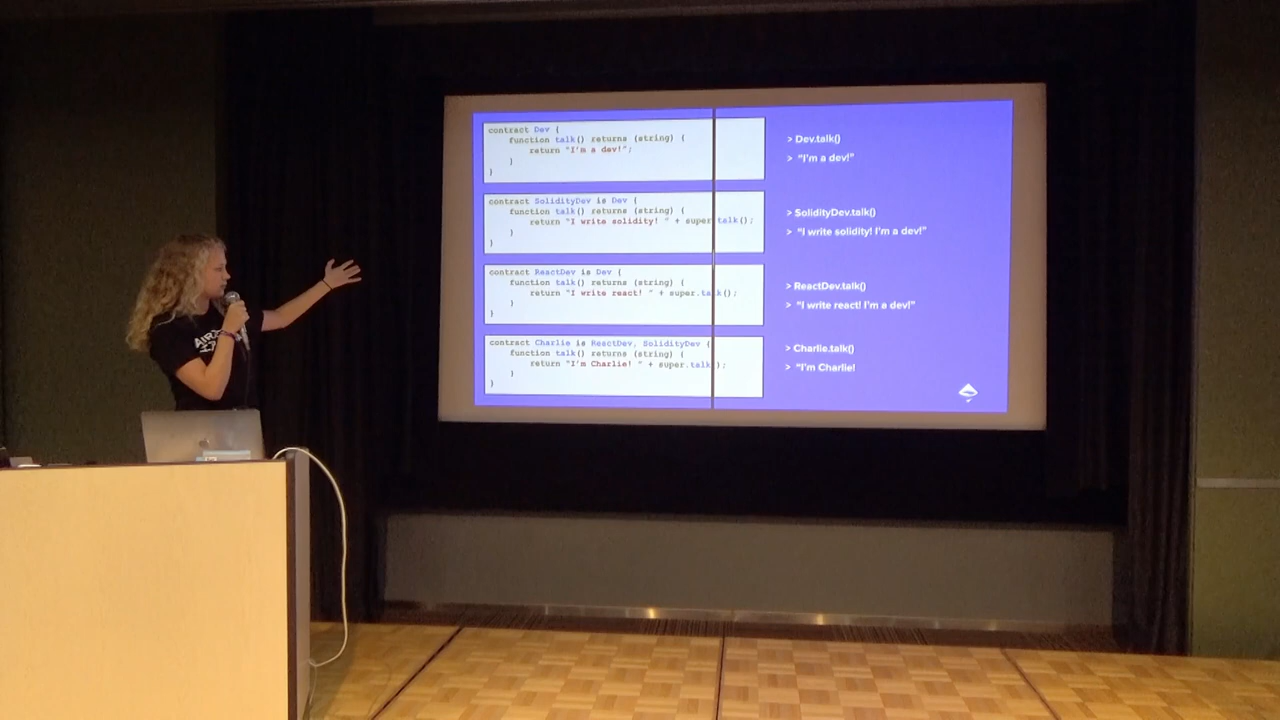 contract Dev {
function talk() returns (string) {
return "I'm a dev!";
}
}
> Dev.talk()
> "I'm a dev!"
contract SolidityDev is Dev {
function talk() returns (string) {
return "I write solidity! " + super.talk();
}
}
> SolidityDev.talk()
> "I write solidity! I'm a dev!"
contract ReactDev is Dev {
function talk() returns (string) {
return "I write react! " + super.talk();
}
}
> ReactDev.talk()
> "I write react! I'm a dev!"
contract Charlie is ReactDev, SolidityDev {
function talk() returns (string) {
return "I'm Charlie! " + super.talk();
}
}
> Charlie.talk()
> "I'm Charlie!